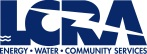 LCRA
ENERGY • WATER • COMMUNITY SERVICES